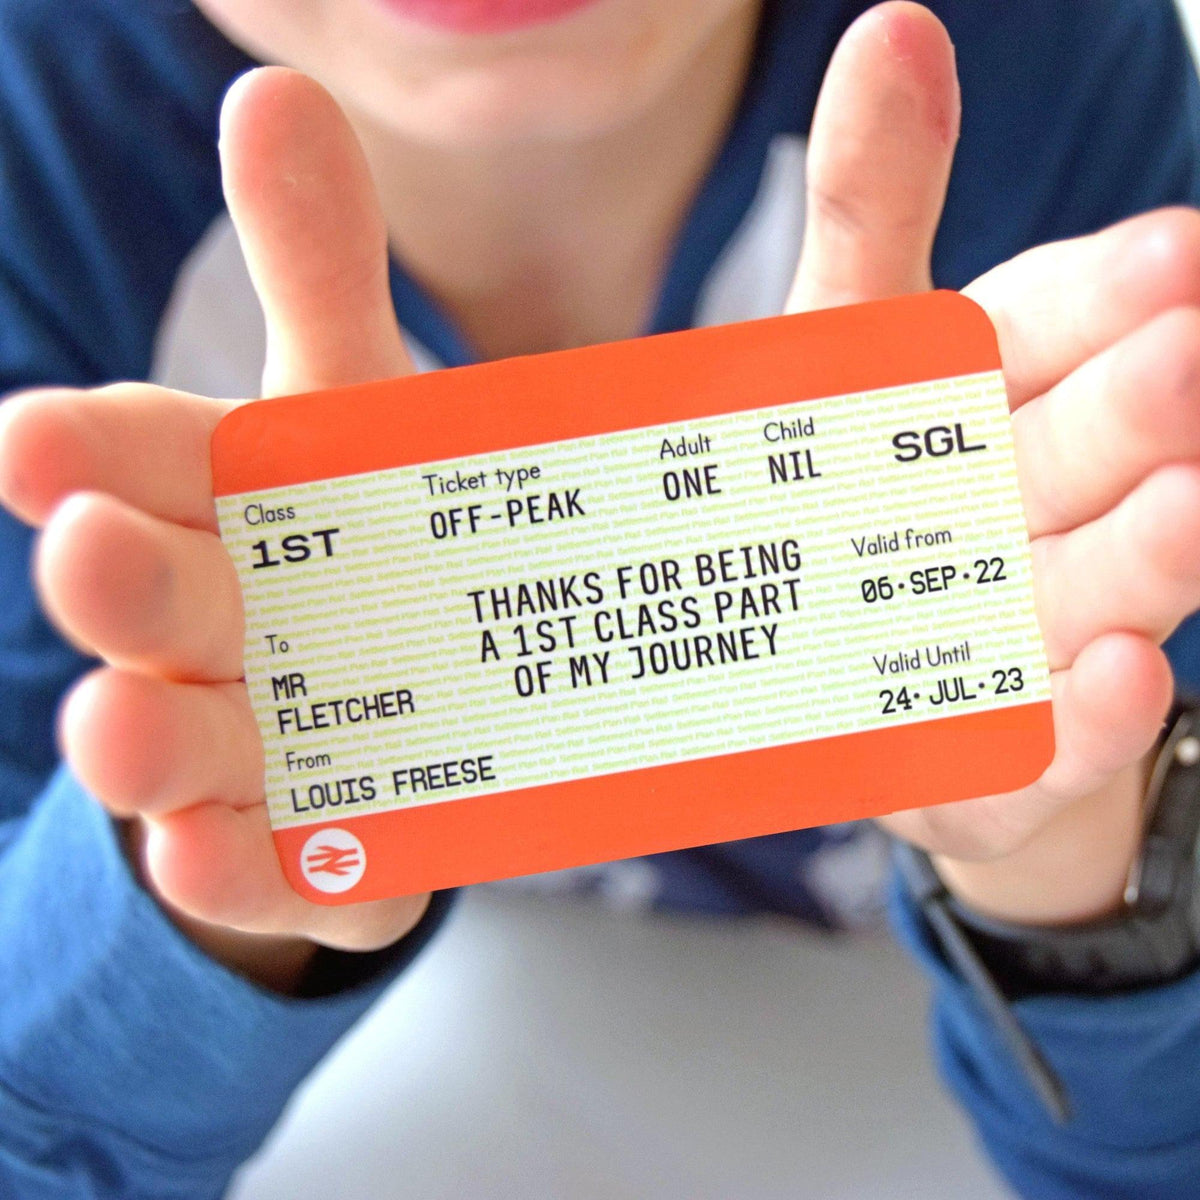 Class
1ST
Ticket type
OFF-PEAK
Adult
ONE
Child
NIL
SGL
THANKS FOR BEING
A 1ST CLASS PART
OF MY JOURNEY
Valid from
06·SEP·22
To
MR
FLETCHER
Valid Until
24·JUL·23
From
LOUIS FREESE